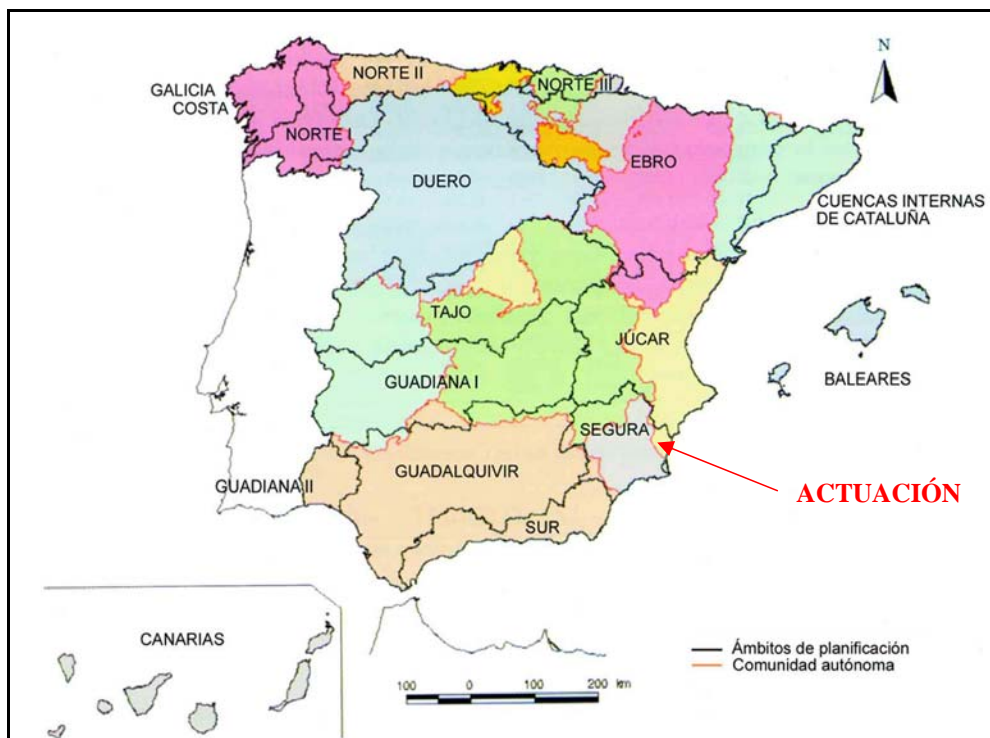 N
NORTE II
NORTE III
GALICIA
COSTA
NORTE I
EBRO
DUERO
CUENCAS INTERNAS
DE CATALUÑA
TAJO
JÚCAR
BALEARES
GUADIANA I
SEGURA
GUADALQUIVIR
GUADIANA II
ACTUACIÓN
SUR
CANARIAS
Ámbitos de planificación
Comunidad autónoma
100 0 100 200 km